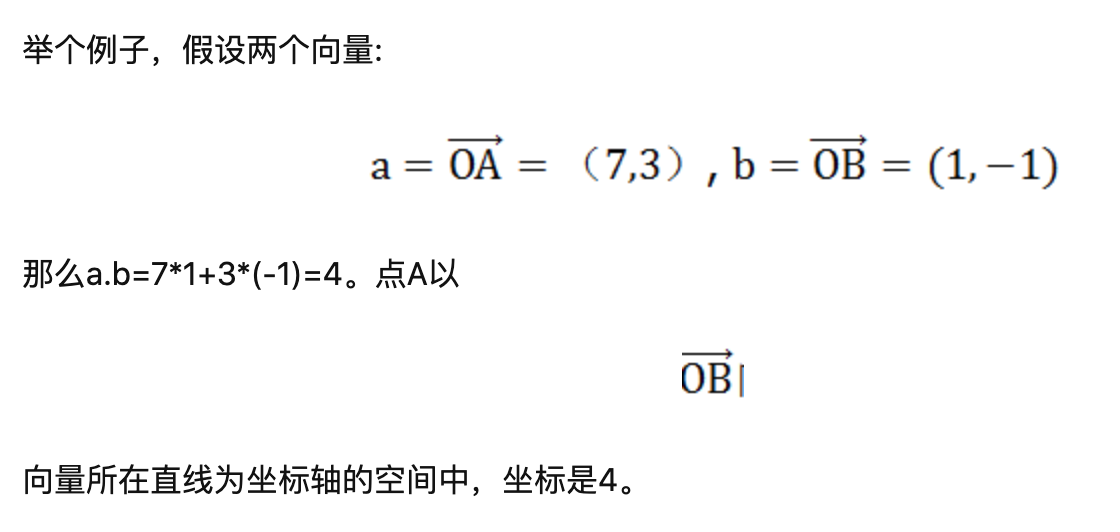 举个例子，假设两个向量:
a = \overrightarrow{OA} = （7,3）, b = \overrightarrow{OB} = (1,−1)
那么a.b=7*1+3*(-1)=4。点A以
\overrightarrow{OB}|
向量所在直线为坐标轴的空间中，坐标是4。